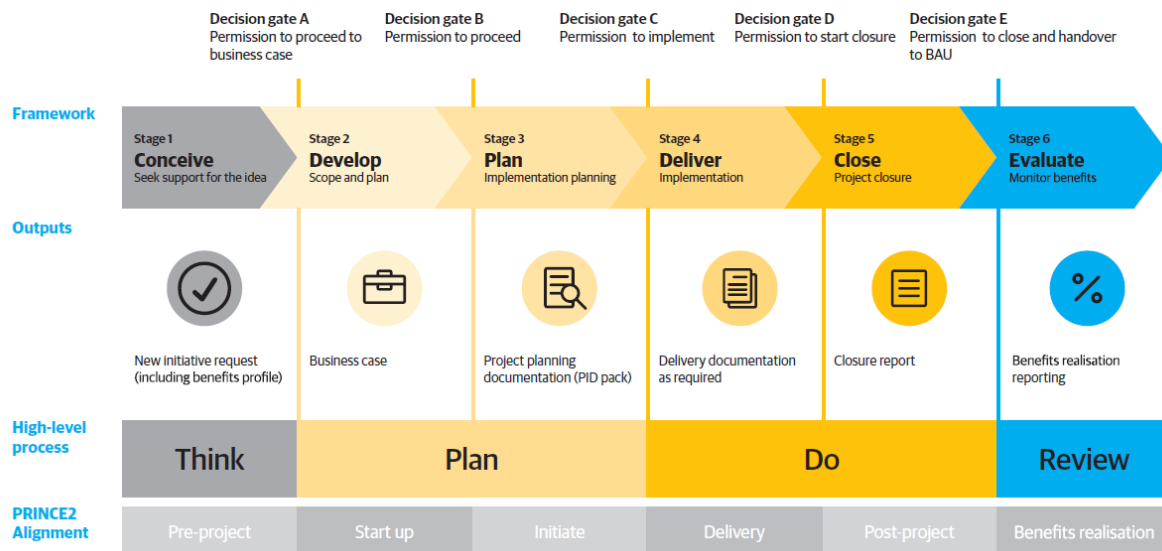 Decision gate A
Permission to proceed to
business case
Decision gate B
Permission to proceed
Decision gate C
Permission to implement
Decision gate D
Permission to start closure
Decision gate E
Permission to close and handover
to BAU
Framework
Stage 1
Conceive
Seek support for the idea
Stage 2
Develop
Scope and plan
Stage 3
Plan
Implementation planning
Stage 4
Deliver
Implementation
Stage 5
Close
Project closure
Stage 6
Evaluate
Monitor benefits
Outputs
%
New initiative request
(including benefits profile)
Business case
Project planning
documentation (PID pack)
Delivery documentation
as required
Closure report
Benefits realisation
reporting
High-level
process
Think
Plan
Do
Review
PRINCE2
Alignment
Pre-project
Start up
Initiate
Delivery
Post-project
Benefits realisation